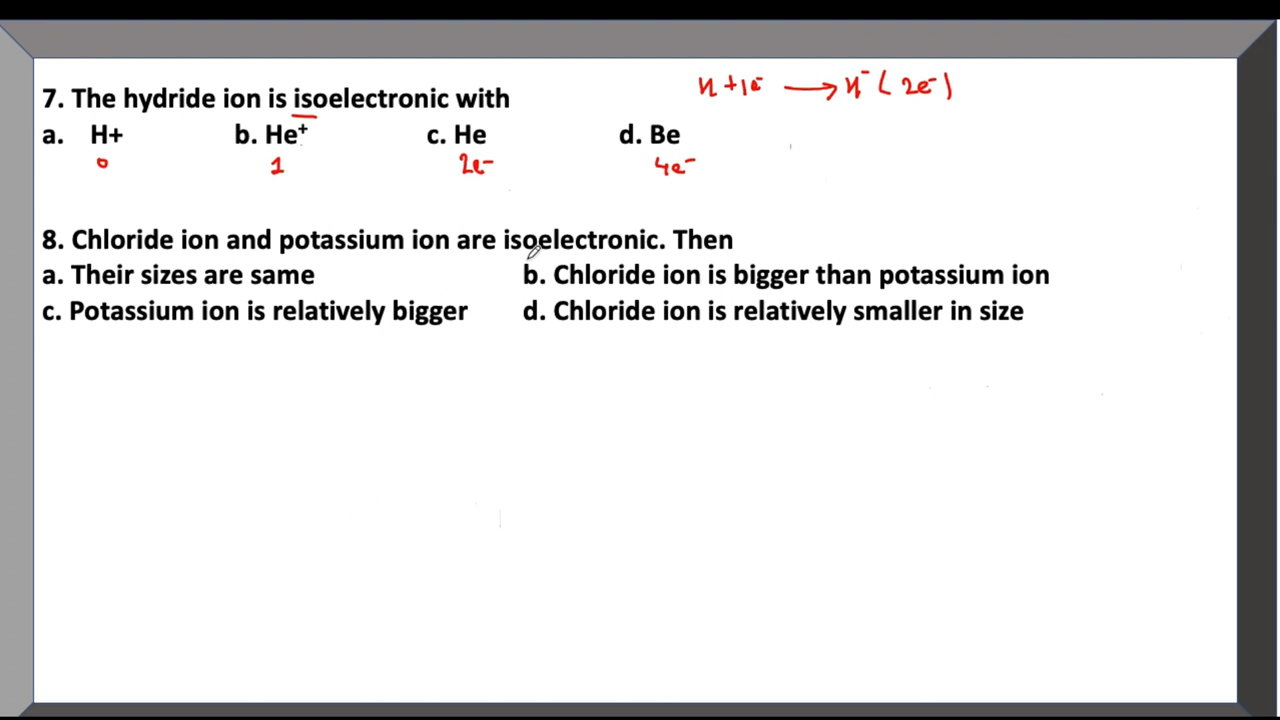 H + 1e⁻ → H⁻ ( 2e⁻ )
7. The hydride ion is isoelectronic with
a. H+ b. He⁺ c. He d. Be
0 1 2e⁻ 4e⁻
8. Chloride ion and potassium ion are isoelectronic. Then
a. Their sizes are same b. Chloride ion is bigger than potassium ion
c. Potassium ion is relatively bigger d. Chloride ion is relatively smaller in size